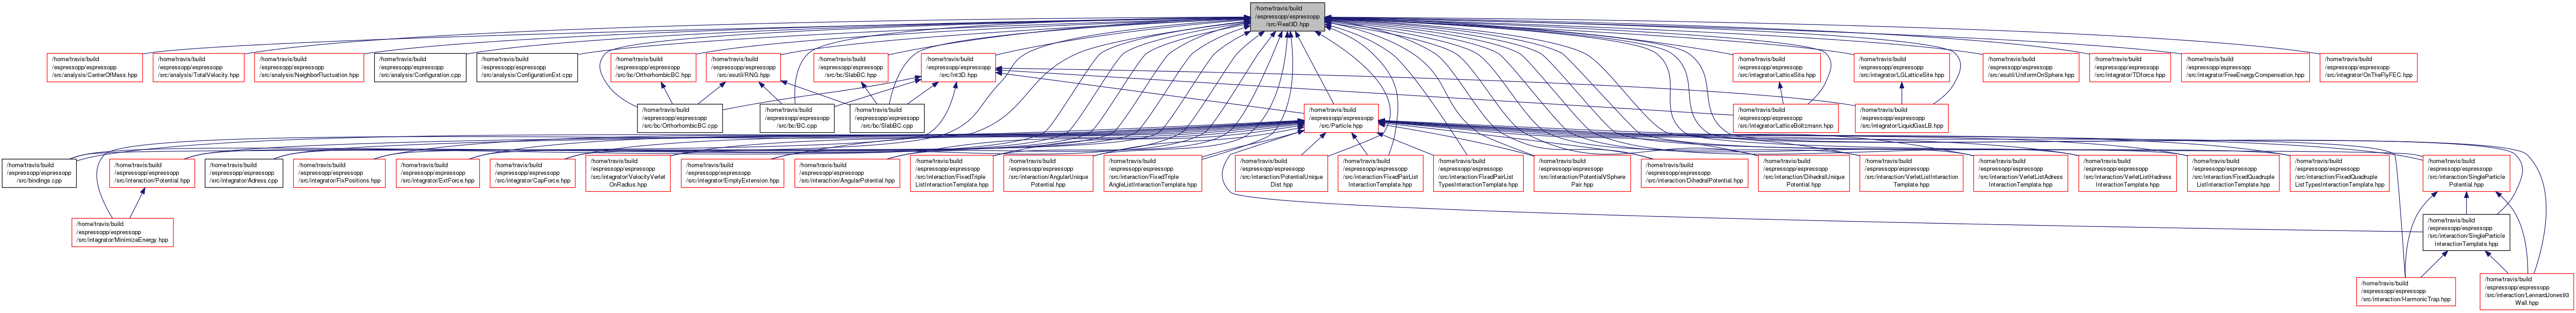 /home/travis/build
/espressopp/espressopp
/src/Real3D.hpp
/home/travis/build
/espressopp/espressopp
/src/analysis/CenterOfMass.hpp
/home/travis/build
/espressopp/espressopp
/src/analysis/TotalVelocity.hpp
/home/travis/build
/espressopp/espressopp
/src/analysis/NeighborFluctuation.hpp
/home/travis/build
/espressopp/espressopp
/src/analysis/Configuration.cpp
/home/travis/build
/espressopp/espressopp
/src/analysis/ConfigurationExt.cpp
/home/travis/build
/espressopp/espressopp
/src/bc/OrthorhombicBC.hpp
/home/travis/build
/espressopp/espressopp
/src/esutil/RNG.hpp
/home/travis/build
/espressopp/espressopp
/src/bc/SlabBC.hpp
/home/travis/build
/espressopp/espressopp
/src/Int3D.hpp
/home/travis/build
/espressopp/espressopp
/src/integrator/LatticeSite.hpp
/home/travis/build
/espressopp/espressopp
/src/integrator/LGLatticeSite.hpp
/home/travis/build
/espressopp/espressopp
/src/esutil/UniformOnSphere.hpp
/home/travis/build
/espressopp/espressopp
/src/integrator/TDforce.hpp
/home/travis/build
/espressopp/espressopp
/src/integrator/FreeEnergyCompensation.hpp
/home/travis/build
/espressopp/espressopp
/src/integrator/OnTheFlyFEC.hpp
/home/travis/build
/espressopp/espressopp
/src/bc/OrthorhombicBC.cpp
/home/travis/build
/espressopp/espressopp
/src/bc/BC.cpp
/home/travis/build
/espressopp/espressopp
/src/bc/SlabBC.cpp
/home/travis/build
/espressopp/espressopp
/src/Particle.hpp
/home/travis/build
/espressopp/espressopp
/src/integrator/LatticeBoltzmann.hpp
/home/travis/build
/espressopp/espressopp
/src/integrator/LiquidGasLB.hpp
/home/travis/build
/espressopp/espressopp
/src/bindings.cpp
/home/travis/build
/espressopp/espressopp
/src/interaction/Potential.hpp
/home/travis/build
/espressopp/espressopp
/src/integrator/Adress.cpp
/home/travis/build
/espressopp/espressopp
/src/integrator/FixPositions.hpp
/home/travis/build
/espressopp/espressopp
/src/integrator/ExtForce.hpp
/home/travis/build
/espressopp/espressopp
/src/integrator/CapForce.hpp
/home/travis/build
/espressopp/espressopp
/src/integrator/VelocityVerlet
OnRadius.hpp
/home/travis/build
/espressopp/espressopp
/src/integrator/EmptyExtension.hpp
/home/travis/build
/espressopp/espressopp
/src/interaction/AngularPotential.hpp
/home/travis/build
/espressopp/espressopp
/src/interaction/FixedTriple
ListInteractionTemplate.hpp
/home/travis/build
/espressopp/espressopp
/src/interaction/AngularUnique
Potential.hpp
/home/travis/build
/espressopp/espressopp
/src/interaction/FixedTriple
AngleListInteractionTemplate.hpp
/home/travis/build
/espressopp/espressopp
/src/interaction/PotentialUnique
Dist.hpp
/home/travis/build
/espressopp/espressopp
/src/interaction/FixedPairList
InteractionTemplate.hpp
/home/travis/build
/espressopp/espressopp
/src/interaction/FixedPairList
TypesInteractionTemplate.hpp
/home/travis/build
/espressopp/espressopp
/src/interaction/PotentialVSphere
Pair.hpp
/home/travis/build
/espressopp/espressopp
/src/interaction/DihedralPotential.hpp
/home/travis/build
/espressopp/espressopp
/src/interaction/DihedralUnique
Potential.hpp
/home/travis/build
/espressopp/espressopp
/src/interaction/VerletListInteraction
Template.hpp
/home/travis/build
/espressopp/espressopp
/src/interaction/VerletListAdress
InteractionTemplate.hpp
/home/travis/build
/espressopp/espressopp
/src/interaction/VerletListHadress
InteractionTemplate.hpp
/home/travis/build
/espressopp/espressopp
/src/interaction/FixedQuadruple
ListInteractionTemplate.hpp
/home/travis/build
/espressopp/espressopp
/src/interaction/FixedQuadruple
ListTypesInteractionTemplate.hpp
/home/travis/build
/espressopp/espressopp
/src/interaction/SingleParticle
Potential.hpp
/home/travis/build
/espressopp/espressopp
/src/integrator/MinimizeEnergy.hpp
/home/travis/build
/espressopp/espressopp
/src/interaction/SingleParticle
InteractionTemplate.hpp
/home/travis/build
/espressopp/espressopp
/src/interaction/HarmonicTrap.hpp
/home/travis/build
/espressopp/espressopp
/src/interaction/LennardJones93
Wall.hpp